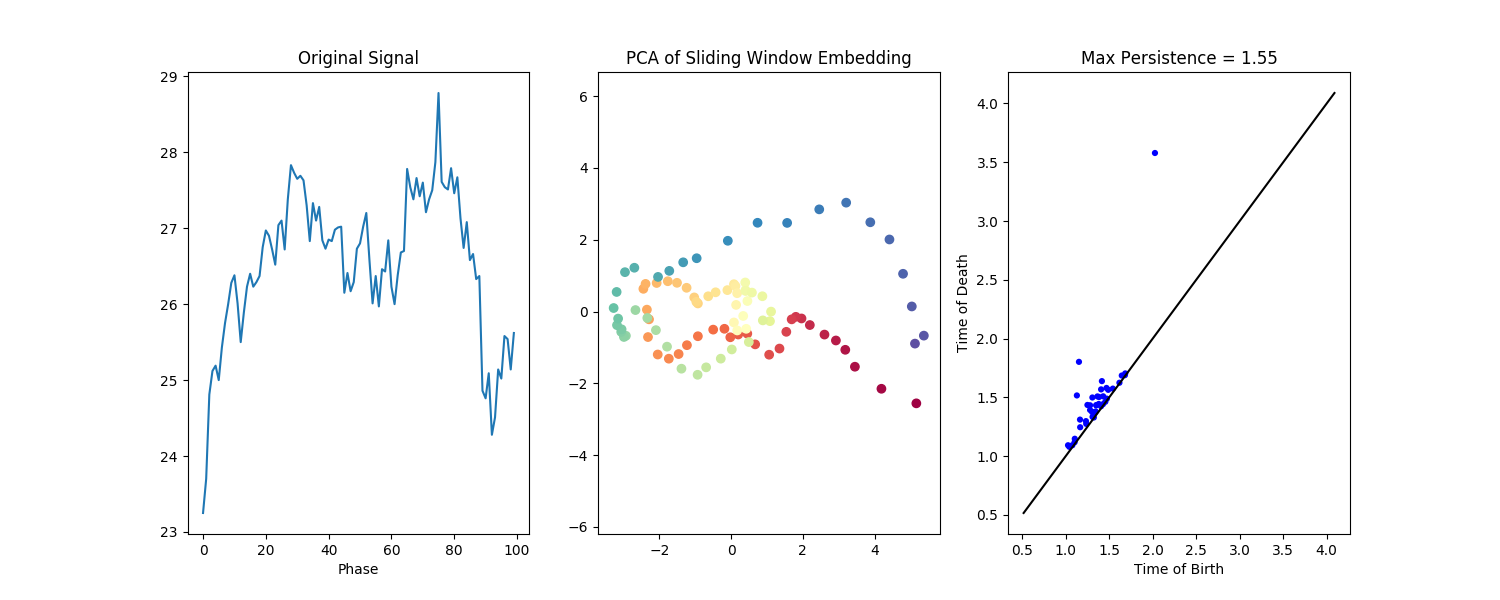 Original Signal
29
28
27
26
25
24
23
0 20 40 60 80 100
Phase
PCA of Sliding Window Embedding
6
4
2
0
−2
−4
−6
−2 0 2 4
Max Persistence = 1.55
Time of Death
4.0
3.5
3.0
2.5
2.0
1.5
1.0
0.5
0.5 1.0 1.5 2.0 2.5 3.0 3.5 4.0
Time of Birth